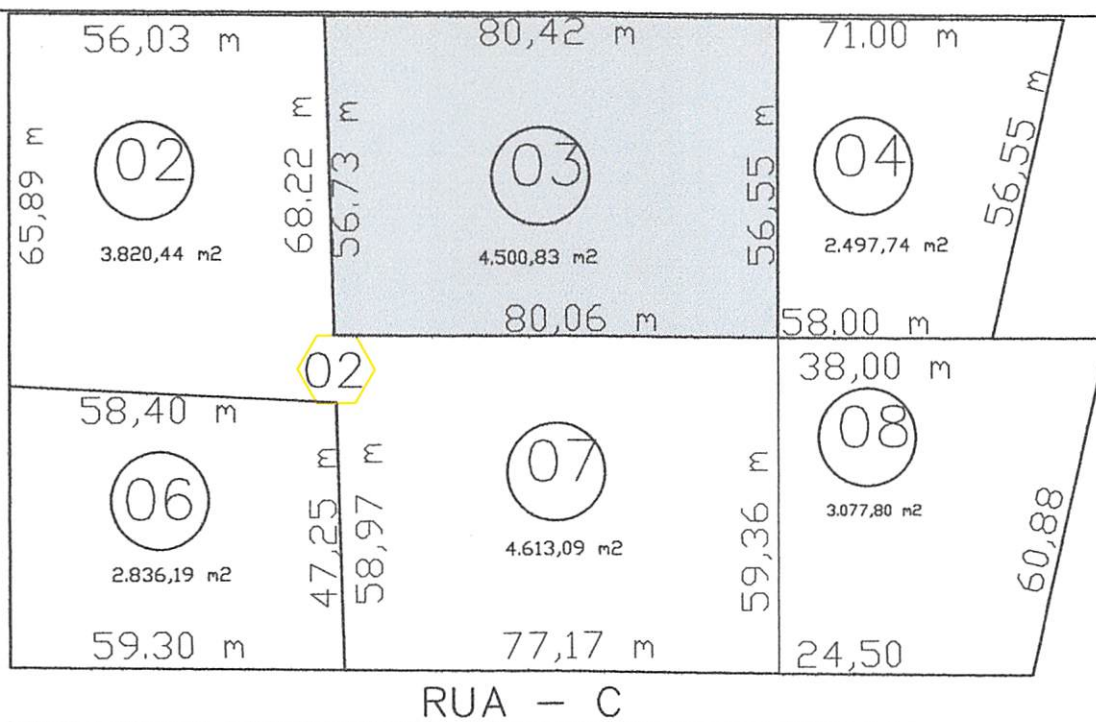 56,03 m
80,42 m
71.00 m
65,89 m
02
3.820,44 m2
68.22 m
56.73 m
03
4.500,83 m2
80,06 m
56,55 m
04
2.497,74 m2
56,55 m
58.00 m
02
58,40 m
06
2.836,19 m2
47,25 m
59.30 m
58,97 m
07
4.613,09 m2
59,36 m
77,17 m
38,00 m
08
3.077,80 m2
60,88
24,50
RUA - C